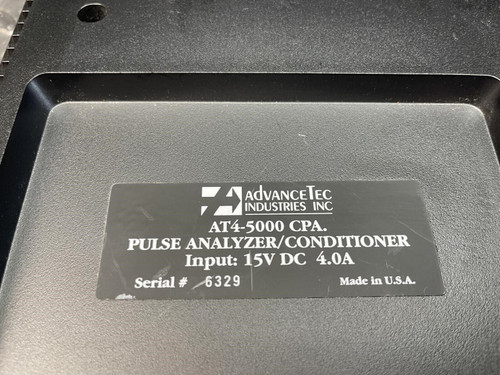 ADVANCETEC
INDUSTRIES INC
AT4-5000 CPA.
PULSE ANALYZER/CONDITIONER
Input: 15V DC 4.0A
Serial # 6329 Made in U.S.A.